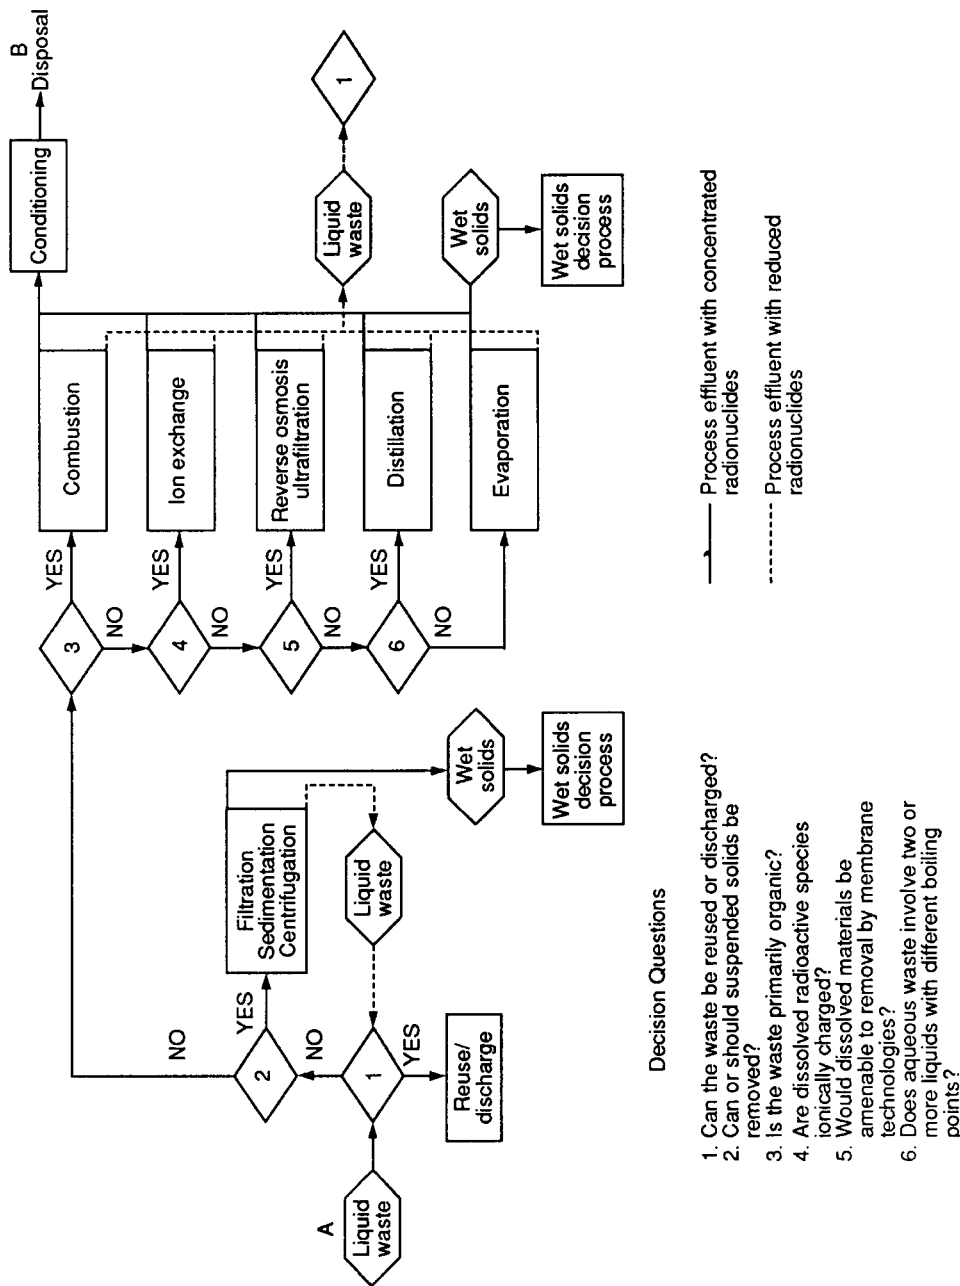 A
Liquid
waste
1
YES
Reuse/
discharge
NO
2
YES
NO
Filtration
Sedimentation
Centrifugation
Liquid
waste
Wet
solids
Wet solids
decision
process
3
YES
NO
4
YES
NO
5
YES
NO
6
YES
NO
Combustion
Ion exchange
Reverse osmosis
ultrafiltration
Distillation
Evaporation
Conditioning
B
Disposal
Liquid
waste
1
Wet
solids
Wet solids
decision
process
Decision Questions
1. Can the waste be reused or discharged?
2. Can or should suspended solids be
removed?
3. Is the waste primarily organic?
4. Are dissolved radioactive species
ionically charged?
5. Would dissolved materials be
amenable to removal by membrane
technologies?
6. Does aqueous waste involve two or
more liquids with different boiling
points?
Process effluent with concentrated
radionuclides
Process effluent with reduced
radionuclides